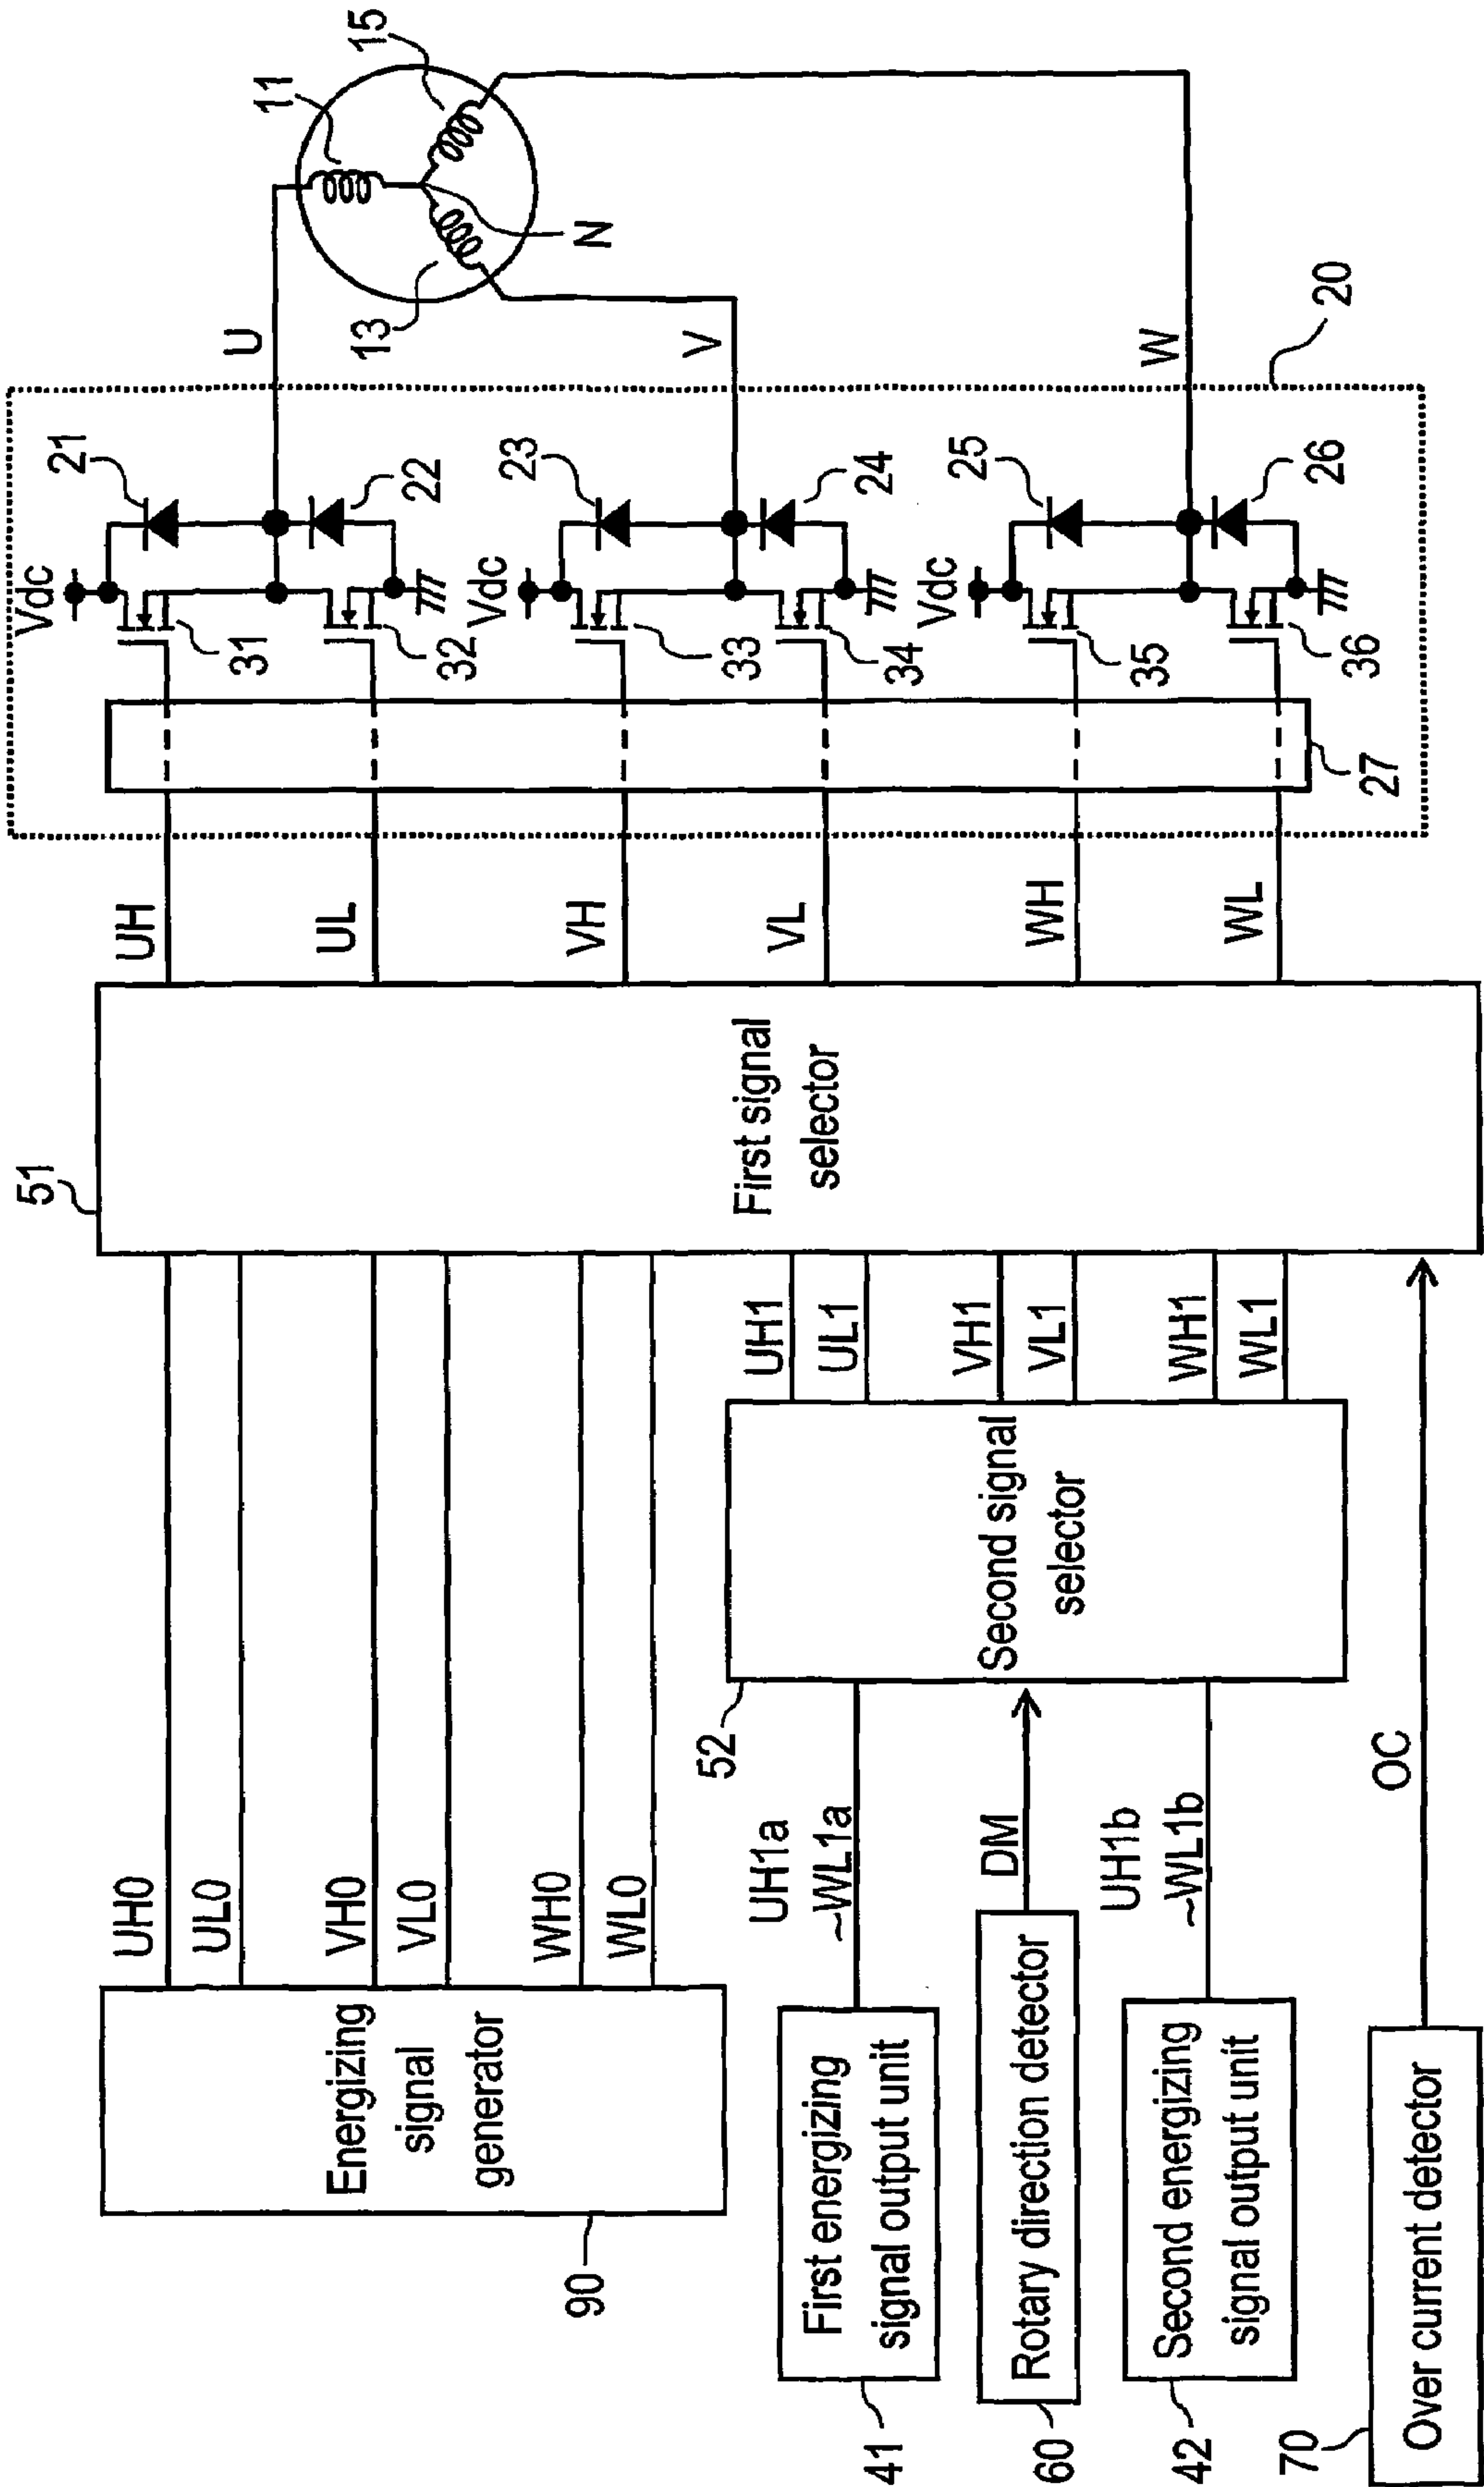 11
15
13
N
U
V
W
20
Vdc
21
22
31
32
Vdc
23
24
33
34
Vdc
25
26
35
36
27
UH
UL
VH
VL
WH
WL
51
First signal
selector
UH0
UL0
VH0
VL0
WH0
WL0
Energizing
signal
generator
90
UH1
UL1
VH1
VL1
WH1
WL1
Second signal
selector
52
UH1a
~WL1a
DM
UH1b
~WL1b
OC
First energizing
signal output unit
41
Rotary direction detector
60
Second energizing
signal output unit
42
Over current detector
70